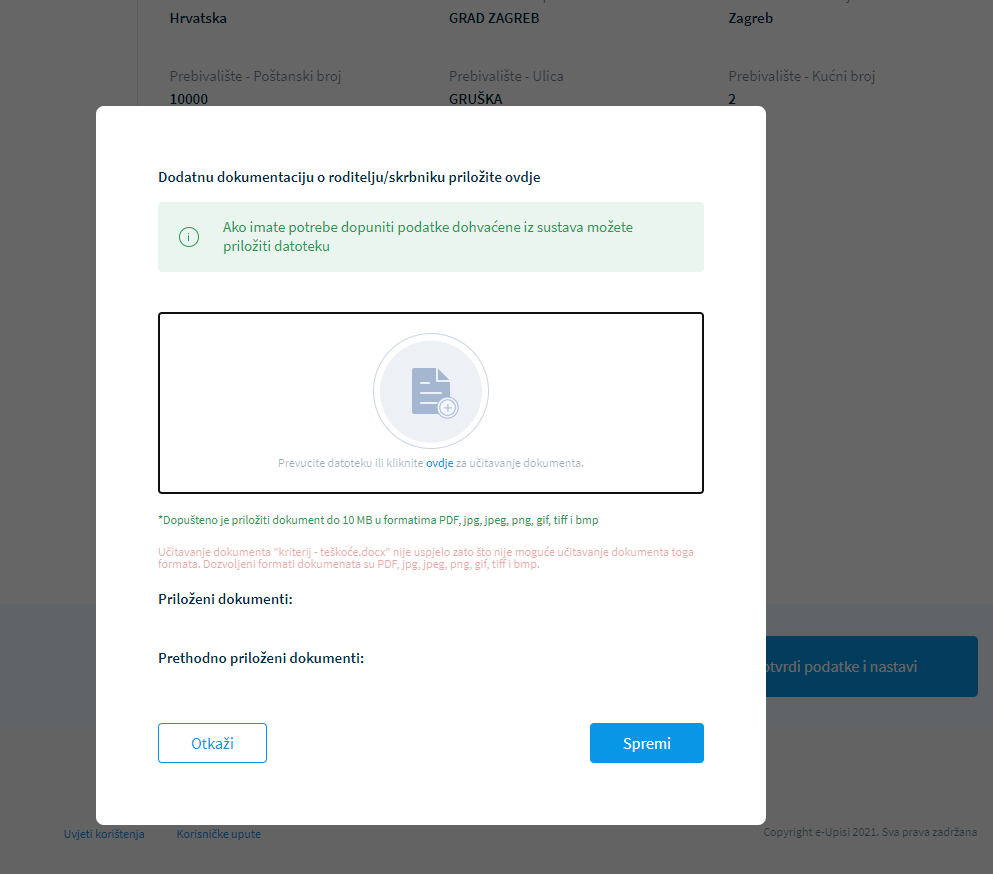 Hrvatska GRAD ZAGREB Zagreb
Prebivalište - Poštanski broj Prebivalište - Ulica Prebivalište - Kućni broj
10000 GRUŠKA 2
Dodatnu dokumentaciju o roditelju/skrbniku priložite ovdje
Ako imate potrebe dopuniti podatke dohvaćene iz sustava možete
priložiti datoteku
Prevucite datoteku ili kliknite ovdje za učitavanje dokumenta.
*Dopušteno je priložiti dokument do 10 MB u formatima PDF, jpg, jpeg, png, gif, tiff i bmp
Učitavanje dokumenta "kriterij - teškoće.docx" nije uspjelo zato što nije moguće učitavanje dokumenta toga
formata. Dozvoljeni formati dokumenata su PDF, jpg, jpeg, png, gif, tiff i bmp.
Priloženi dokumenti:
Prethodno priloženi dokumenti:
otvrdi podatke i nastavi
Otkaži Spremi
Uvjeti korištenja Korisničke upute Copyright e-Upisi 2021. Sva prava zadržana